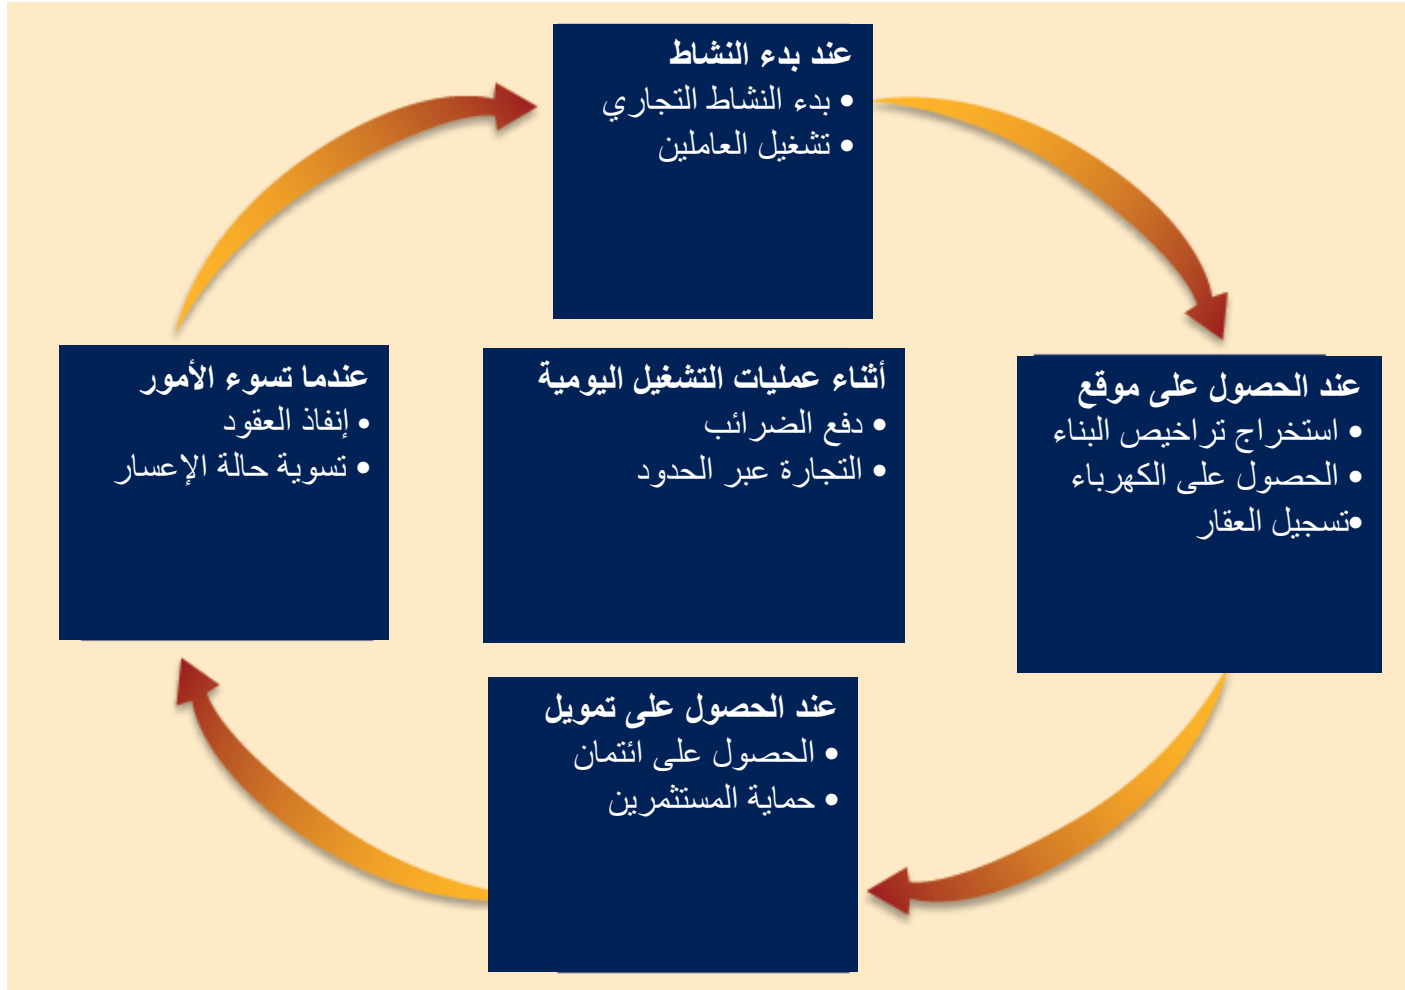 عند بدء النشاط
• بدء النشاط التجاري
• تشغيل العاملين
عند الحصول على موقع
• استخراج تراخيص البناء
• الحصول على الكهرباء
•تسجيل العقار
أثناء عمليات التشغيل اليومية
• دفع الضرائب
• التجارة عبر الحدود
عندما تسوء الأمور
• إنفاذ العقود
• تسوية حالة الإعسار
عند الحصول على تمويل
• الحصول على ائتمان
• حماية المستثمرين